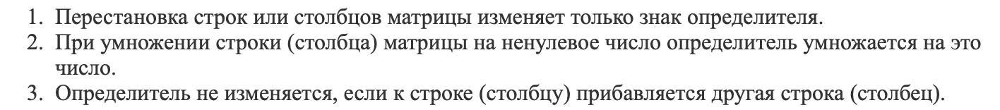 1. Перестановка строк или столбцов матрицы изменяет только знак определителя.
2. При умножении строки (столбца) матрицы на ненулевое число определитель умножается на это
число.
3. Определитель не изменяется, если к строке (столбцу) прибавляется другая строка (столбец).